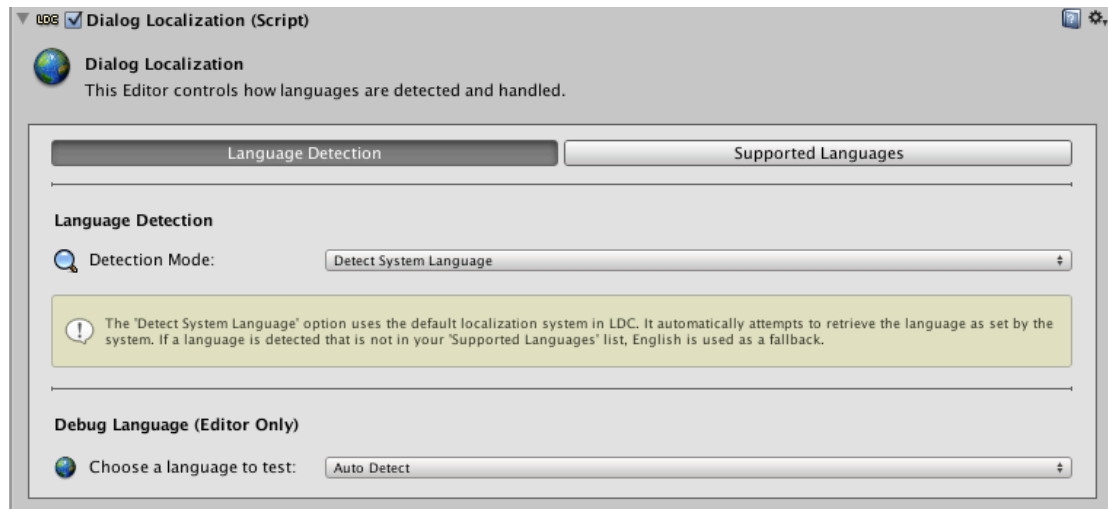 LDC Dialog Localization (Script)
Dialog Localization
This Editor controls how languages are detected and handled.
Language Detection
Supported Languages
Language Detection
Detection Mode:
Detect System Language
The 'Detect System Language' option uses the default localization system in LDC. It automatically attempts to retrieve the language as set by the
system. If a language is detected that is not in your 'Supported Languages' list, English is used as a fallback.
Debug Language (Editor Only)
Choose a language to test:
Auto Detect